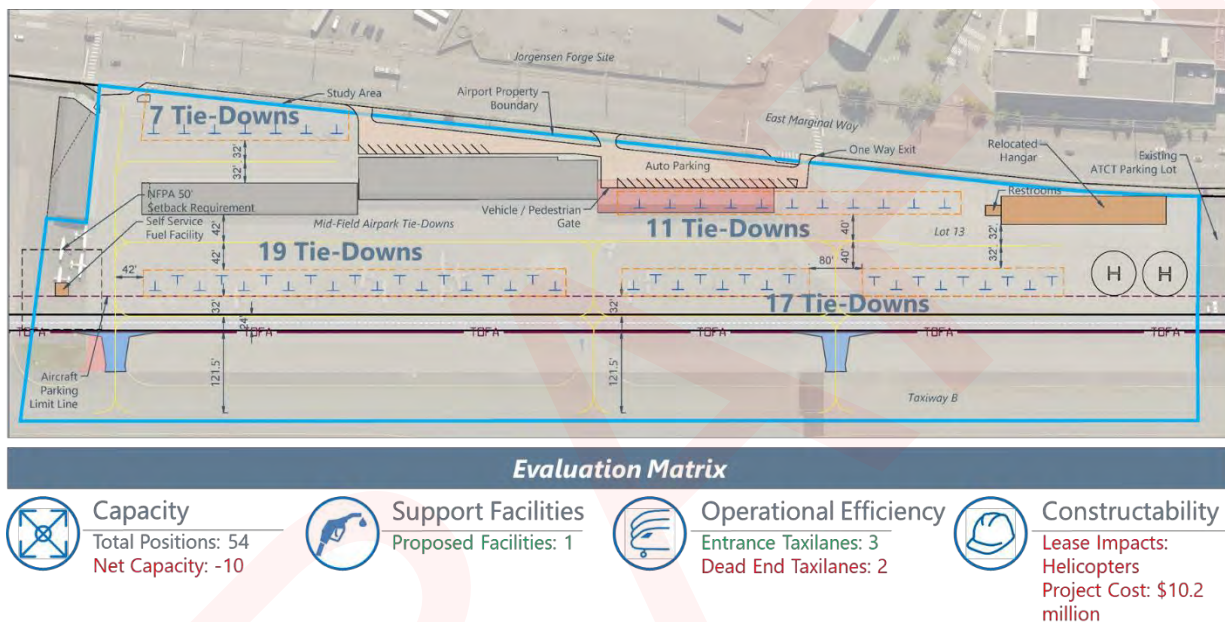 Jorgensen Forge Site
Study Area
Airport Property
Boundary
7 Tie-Downs
East Marginal Way
One Way Exit
Relocated
Hangar
Existing
ATCT Parking Lot
Auto Parking
32'
32'
NFPA 50'
Setback Requirement
Self Service
Fuel Facility
Mid-Field Airpark Tie-Downs
Vehicle / Pedestrian
Gate
Restrooms
Lot 13
11 Tie-Downs
42'
42'
40'
40'
32'
32'
19 Tie-Downs
42'
80'
H
H
17 Tie-Downs
32'
32'
24'
TOFA
TOFA
TOFA
TOFA
TOFA
TOFA
Aircraft
Parking
Limit Line
121.5'
121.5'
Taxiway B
Evaluation Matrix
Capacity
Total Positions: 54
Net Capacity: -10
Support Facilities
Proposed Facilities: 1
Operational Efficiency
Entrance Taxilanes: 3
Dead End Taxilanes: 2
Constructability
Lease Impacts:
Helicopters
Project Cost: $10.2
million